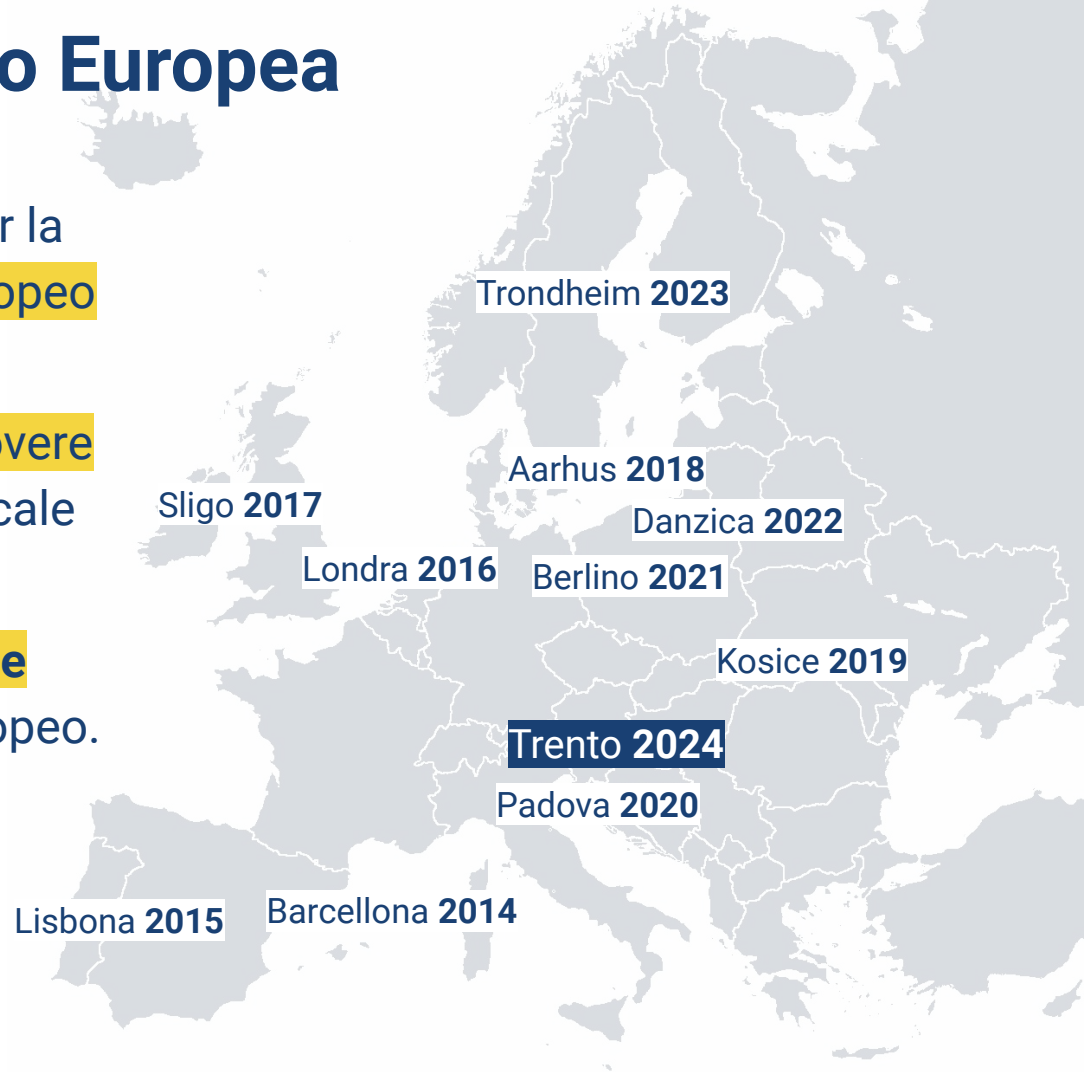 o Europea
r la
opeo
overe
cale
e
opeo.
Trondheim 2023
Aarhus 2018
Sligo 2017
Danzica 2022
Londra 2016
Berlino 2021
Kosice 2019
Trento 2024
Padova 2020
Barcellona 2014
Lisbona 2015